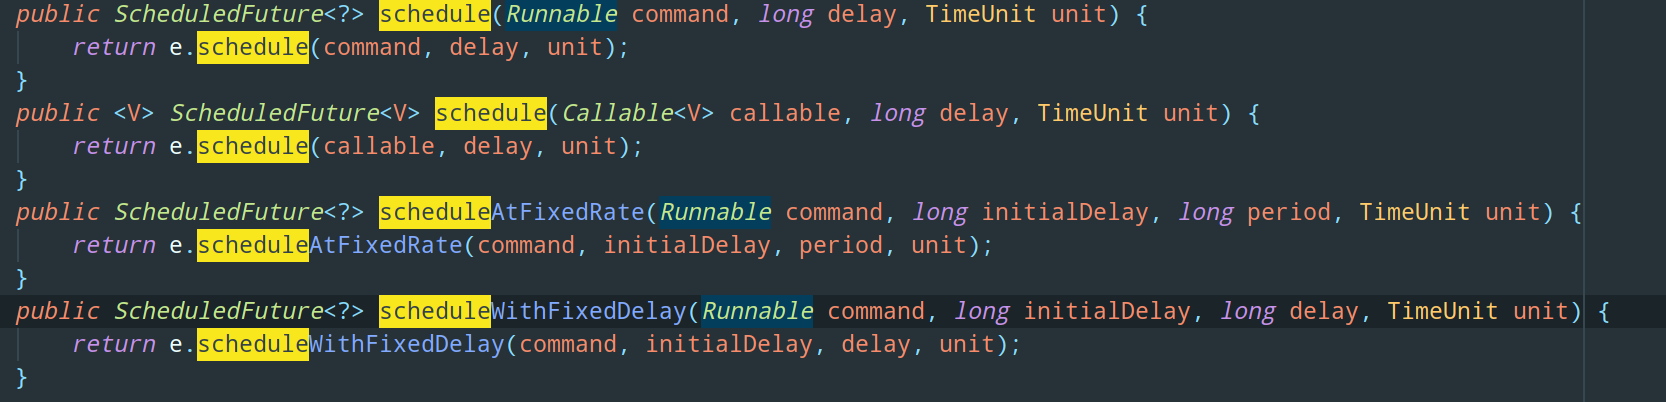 public ScheduledFuture<?> schedule(Runnable command, long delay, TimeUnit unit) {
    return e.schedule(command, delay, unit);
}
public <V> ScheduledFuture<V> schedule(Callable<V> callable, long delay, TimeUnit unit) {
    return e.schedule(callable, delay, unit);
}
public ScheduledFuture<?> scheduleAtFixedRate(Runnable command, long initialDelay, long period, TimeUnit unit) {
    return e.scheduleAtFixedRate(command, initialDelay, period, unit);
}
public ScheduledFuture<?> scheduleWithFixedDelay(Runnable command, long initialDelay, long delay, TimeUnit unit) {
    return e.scheduleWithFixedDelay(command, initialDelay, delay, unit);
}